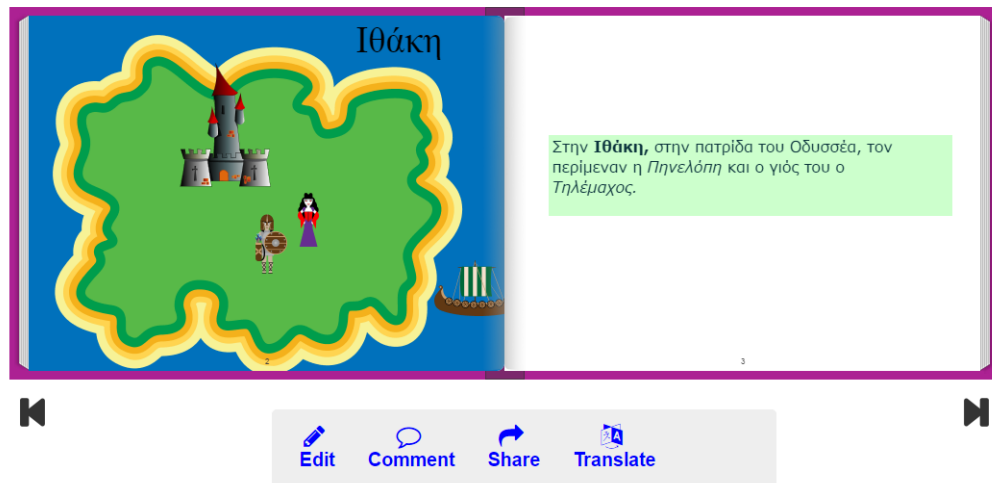 Ιθάκη
Στην Ιθάκη, στην πατρίδα του Οδυσσέα, τον
περίμεναν η Πηνελόπη και ο γιός του ο
Τηλέμαχος.
2
3
Edit
Comment
Share
Translate